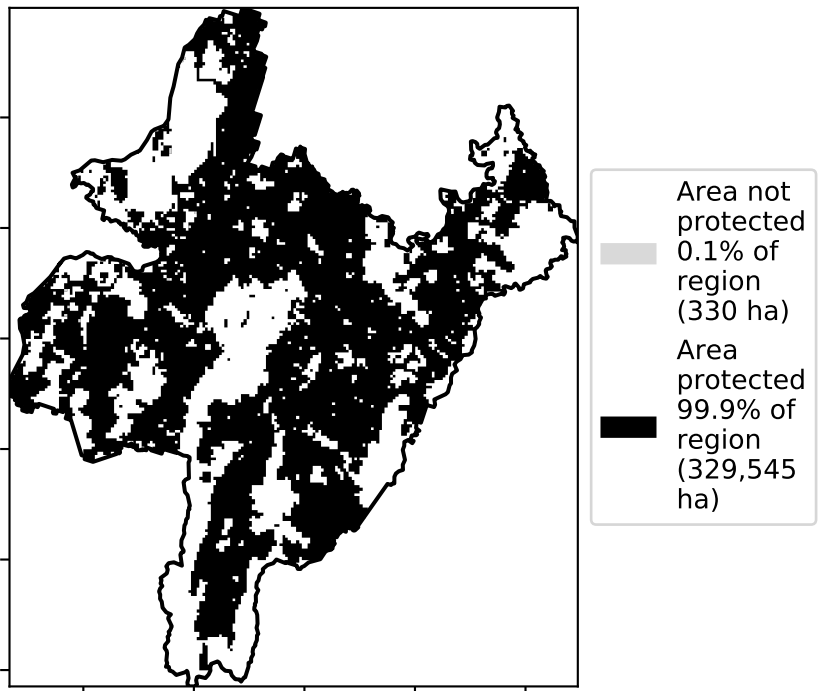 Area not
protected
0.1% of
region
(330 ha)
Area
protected
99.9% of
region
(329,545
ha)